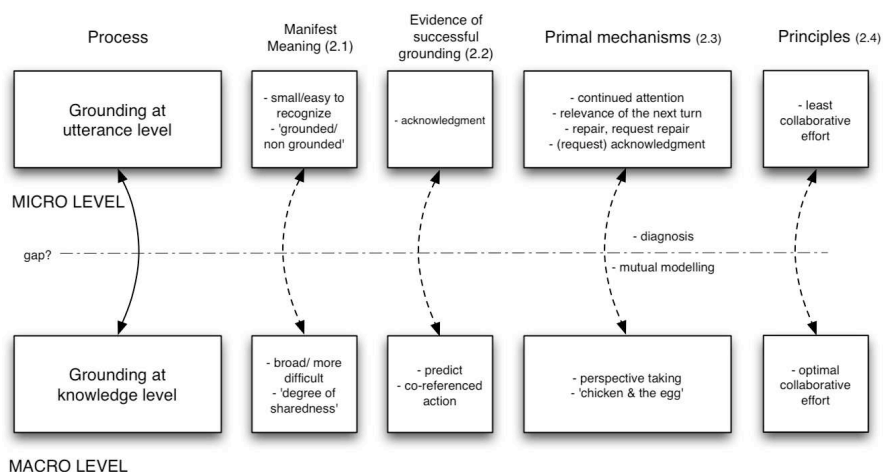 Process
Manifest
Meaning (2.1)
Evidence of
successful
grounding (2.2)
Primal mechanisms (2.3)
Principles (2.4)
Grounding at
utterance level
- small/easy to
recognize
- 'grounded/
non grounded'
- acknowledgment
- continued attention
- relevance of the next turn
- repair, request repair
- (request) acknowledgment
- least
collaborative
effort
MICRO LEVEL
gap?
- diagnosis
- mutual modelling
Grounding at
knowledge level
- broad/ more
difficult
- 'degree of
sharedness'
- predict
- co-referenced
action
- perspective taking
- 'chicken & the egg'
- optimal
collaborative
effort
MACRO LEVEL